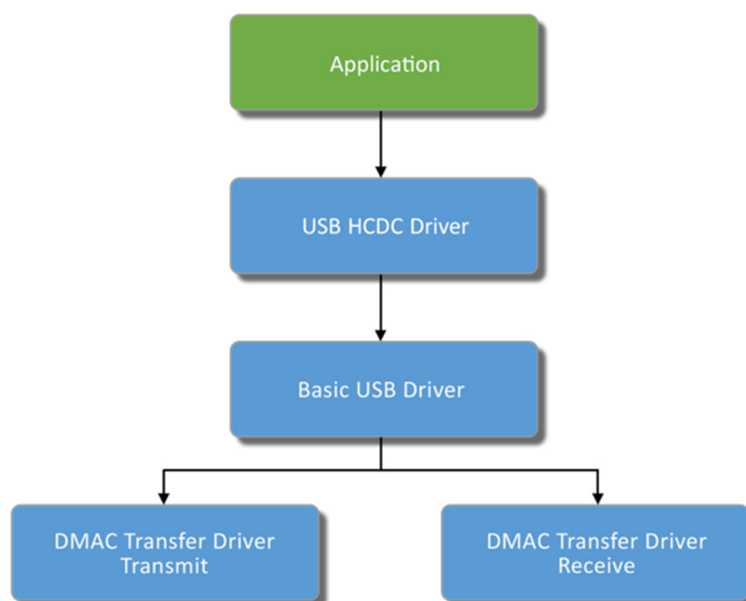 Application
USB HCDC Driver
Basic USB Driver
DMAC Transfer Driver
Transmit
DMAC Transfer Driver
Receive